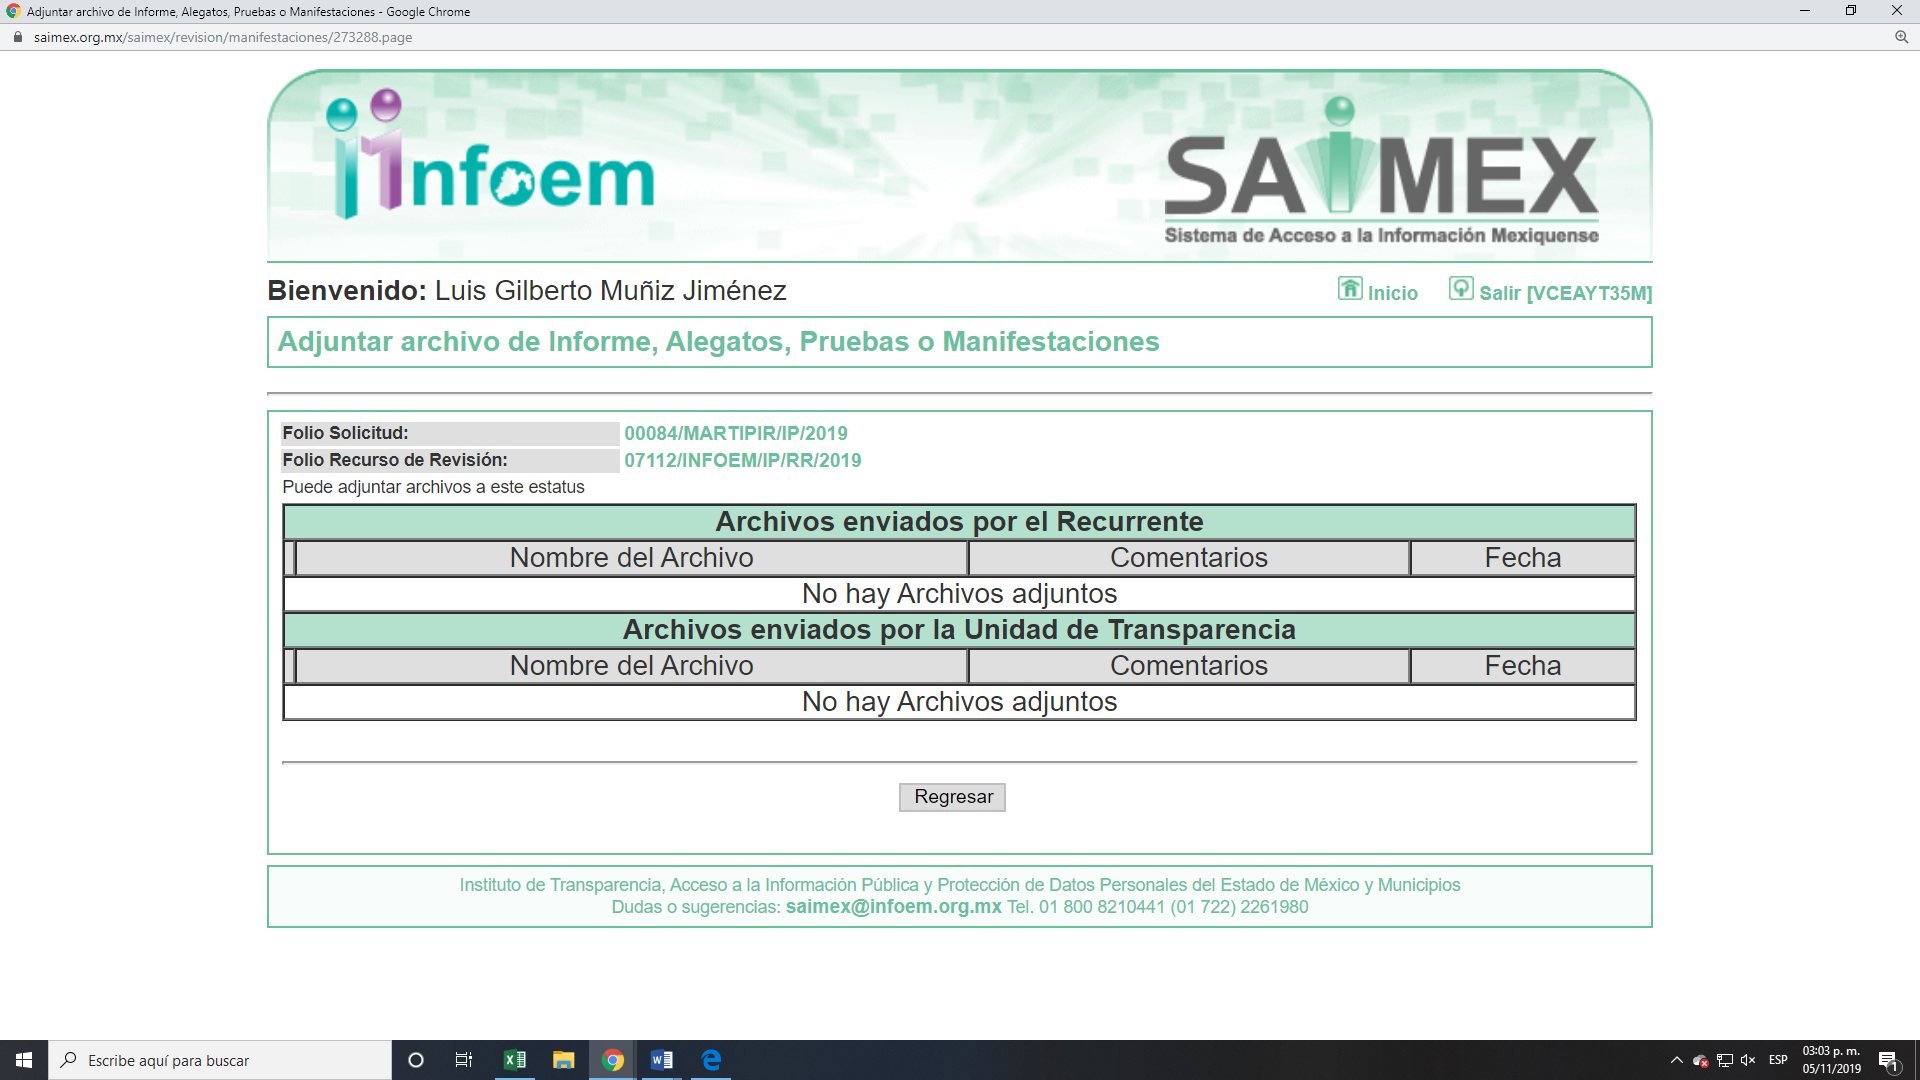 Adjuntar archivo de Informe, Alegatos, Pruebas o Manifestaciones - Google Chrome
saimex.org.mx/saimex/revision/manifestaciones/273288.page
infoem
SAIMEX
Sistema de Acceso a la Información Mexiquense
Bienvenido: Luis Gilberto Muñiz Jiménez
Inicio Salir [VCEAYT35M]
Adjuntar archivo de Informe, Alegatos, Pruebas o Manifestaciones
Folio Solicitud: 00084/MARTIPIR/IP/2019
Folio Recurso de Revisión: 07112/INFOEM/IP/RR/2019
Puede adjuntar archivos a este estatus
Archivos enviados por el Recurrente
Nombre del Archivo Comentarios Fecha
No hay Archivos adjuntos
Archivos enviados por la Unidad de Transparencia
Nombre del Archivo Comentarios Fecha
No hay Archivos adjuntos
Regresar
Instituto de Transparencia, Acceso a la Información Pública y Protección de Datos Personales del Estado de México y Municipios
Dudas o sugerencias: saimex@infoem.org.mx Tel. 01 800 8210441 (01 722) 2261980
Escribe aquí para buscar
ESP
03:03 p. m.
05/11/2019
1